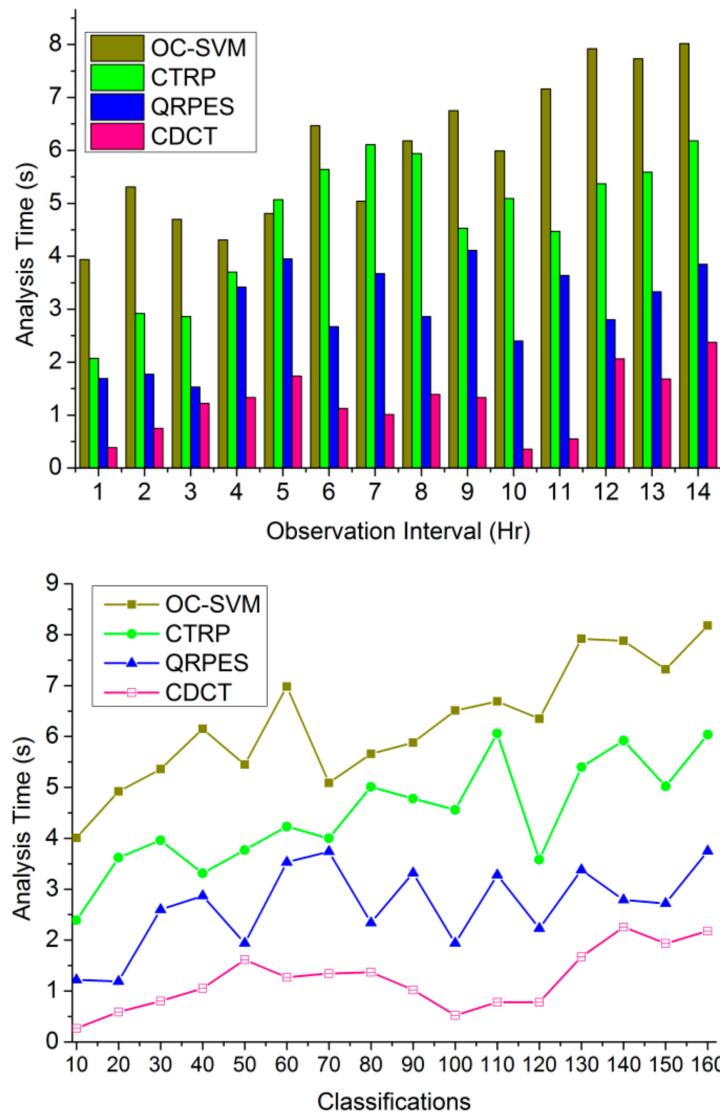 OC-SVM
CTRP
QRPES
CDCT
8
7
6
5
4
3
2
1
0
Analysis Time (s)
1 2 3 4 5 6 7 8 9 10 11 12 13 14
Observation Interval (Hr)
OC-SVM
CTRP
QRPES
CDCT
9
8
7
6
5
4
3
2
1
0
Analysis Time (s)
10 20 30 40 50 60 70 80 90 100 110 120 130 140 150 160
Classifications